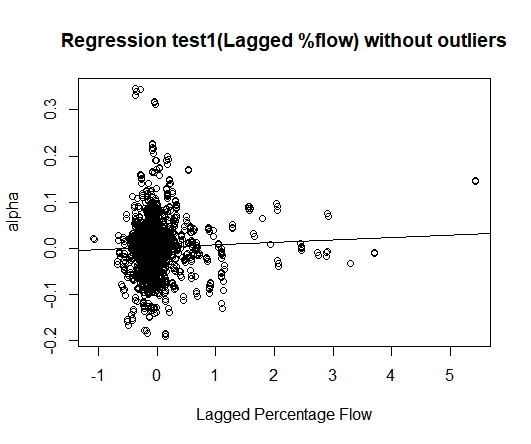 Regression test1(Lagged %flow) without outliers
alpha
0.3
0.2
0.1
0.0
-0.1
-0.2
-1 0 1 2 3 4 5
Lagged Percentage Flow